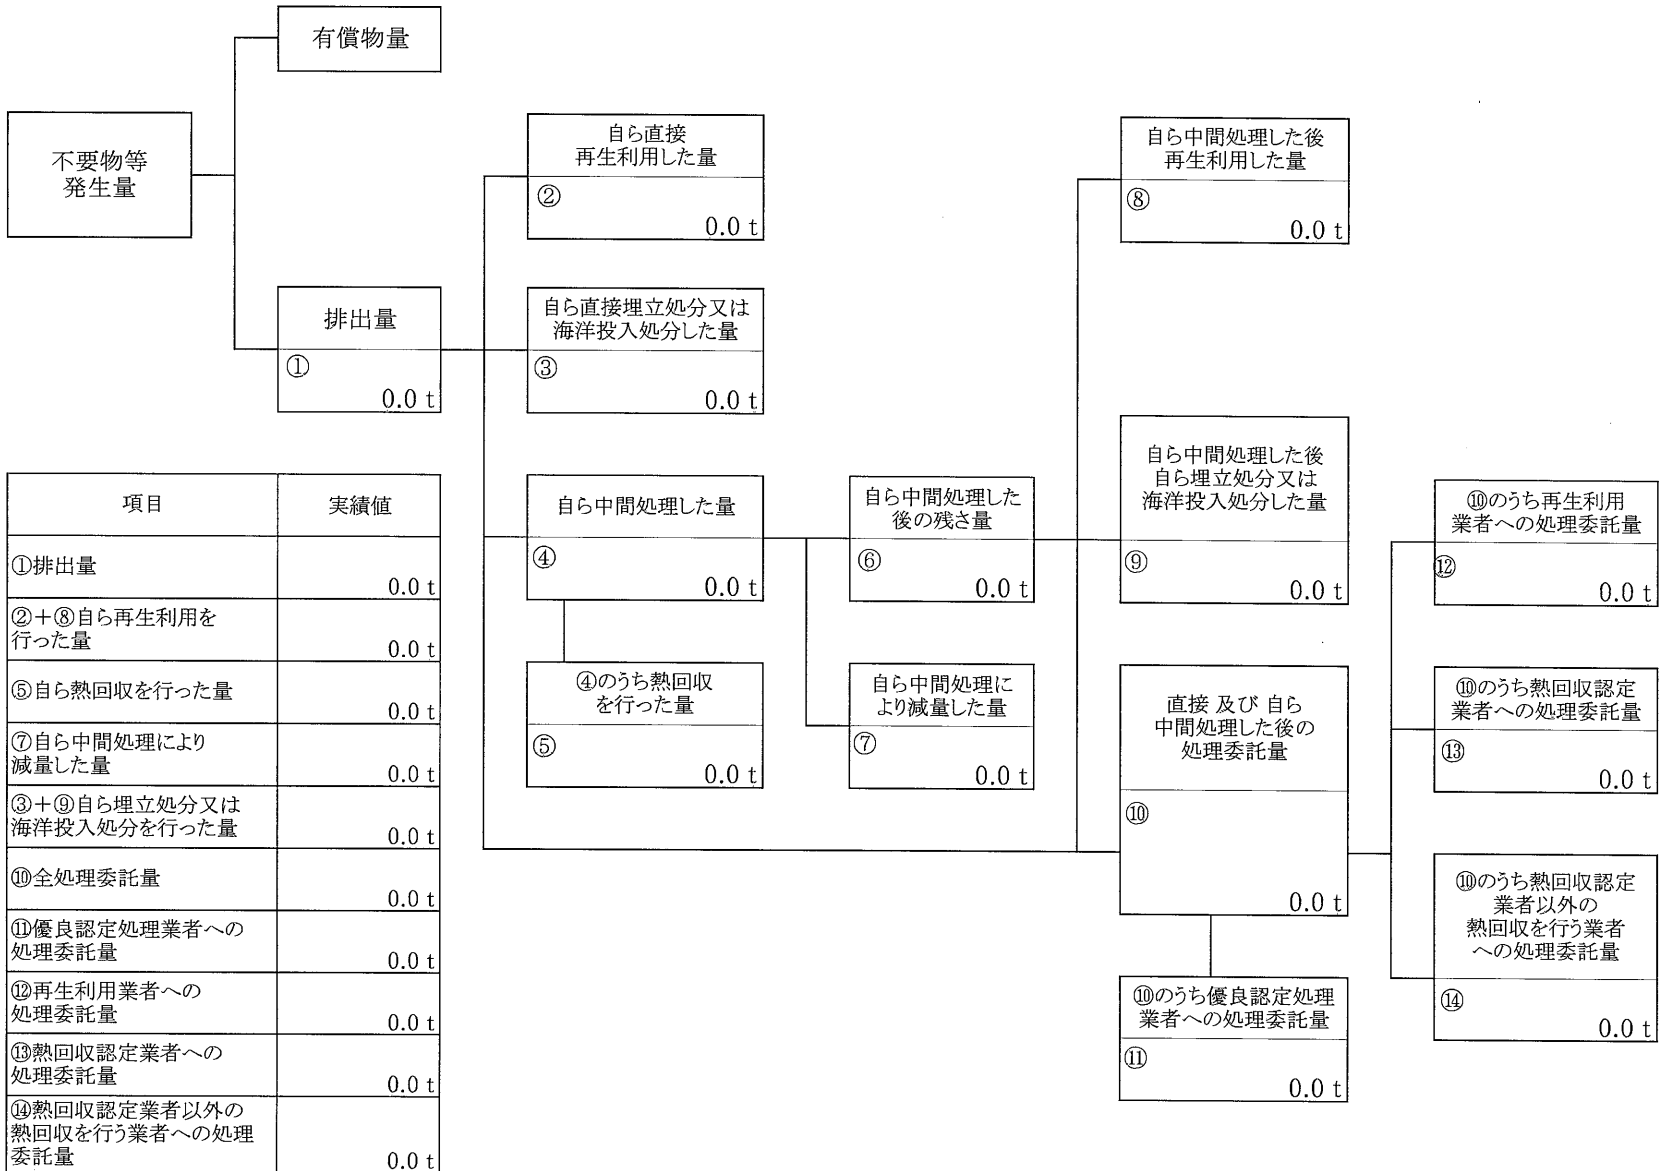 有償物量
不要物等
発生量
排出量
①
0.0 t
自ら直接
再生利用した量
②
0.0 t
自ら直接埋立処分又は
海洋投入処分した量
③
0.0 t
自ら中間処理した量
④
0.0 t
④のうち熱回収
を行った量
⑤
0.0 t
自ら中間処理した
後の残さ量
⑥
0.0 t
自ら中間処理に
より減量した量
⑦
0.0 t
自ら中間処理した後
再生利用した量
⑧
0.0 t
自ら中間処理した後
自ら埋立処分又は
海洋投入処分した量
⑨
0.0 t
直接 及び 自ら
中間処理した後の
処理委託量
⑩
0.0 t
⑩のうち優良認定処理
業者への処理委託量
⑪
0.0 t
⑩のうち再生利用
業者への処理委託量
⑫
0.0 t
⑩のうち熱回収認定
業者への処理委託量
⑬
0.0 t
⑩のうち熱回収認定
業者以外の
熱回収を行う業者
への処理委託量
⑭
0.0 t
項目 実績値
①排出量
0.0 t
②+⑧自ら再生利用を
行った量
0.0 t
⑤自ら熱回収を行った量
0.0 t
⑦自ら中間処理により
減量した量
0.0 t
③+⑨自ら埋立処分又は
海洋投入処分を行った量
0.0 t
⑩全処理委託量
0.0 t
⑪優良認定処理業者への
処理委託量
0.0 t
⑫再生利用業者への
処理委託量
0.0 t
⑬熱回収認定業者への
処理委託量
0.0 t
⑭熱回収認定業者以外の
熱回収を行う業者への処理
委託量
0.0 t